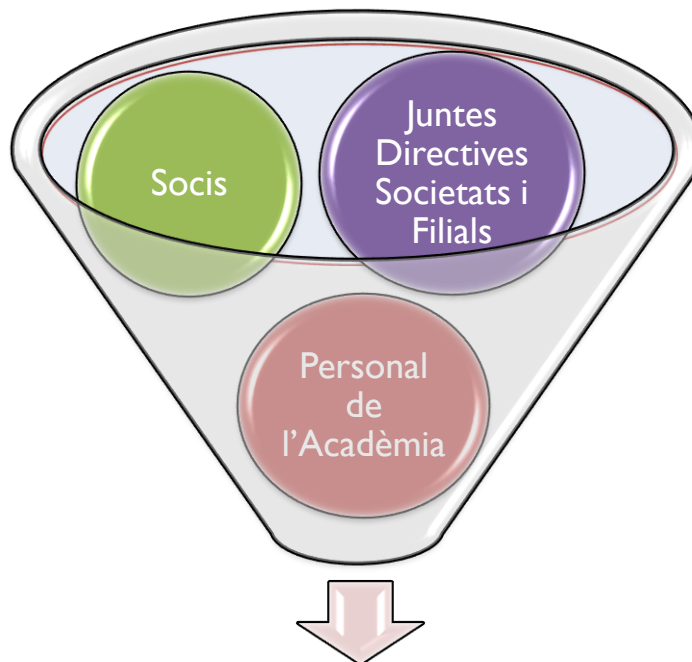 Socis
Juntes
Directives
Societats i
Filials
Personal
de
l’Acadèmia